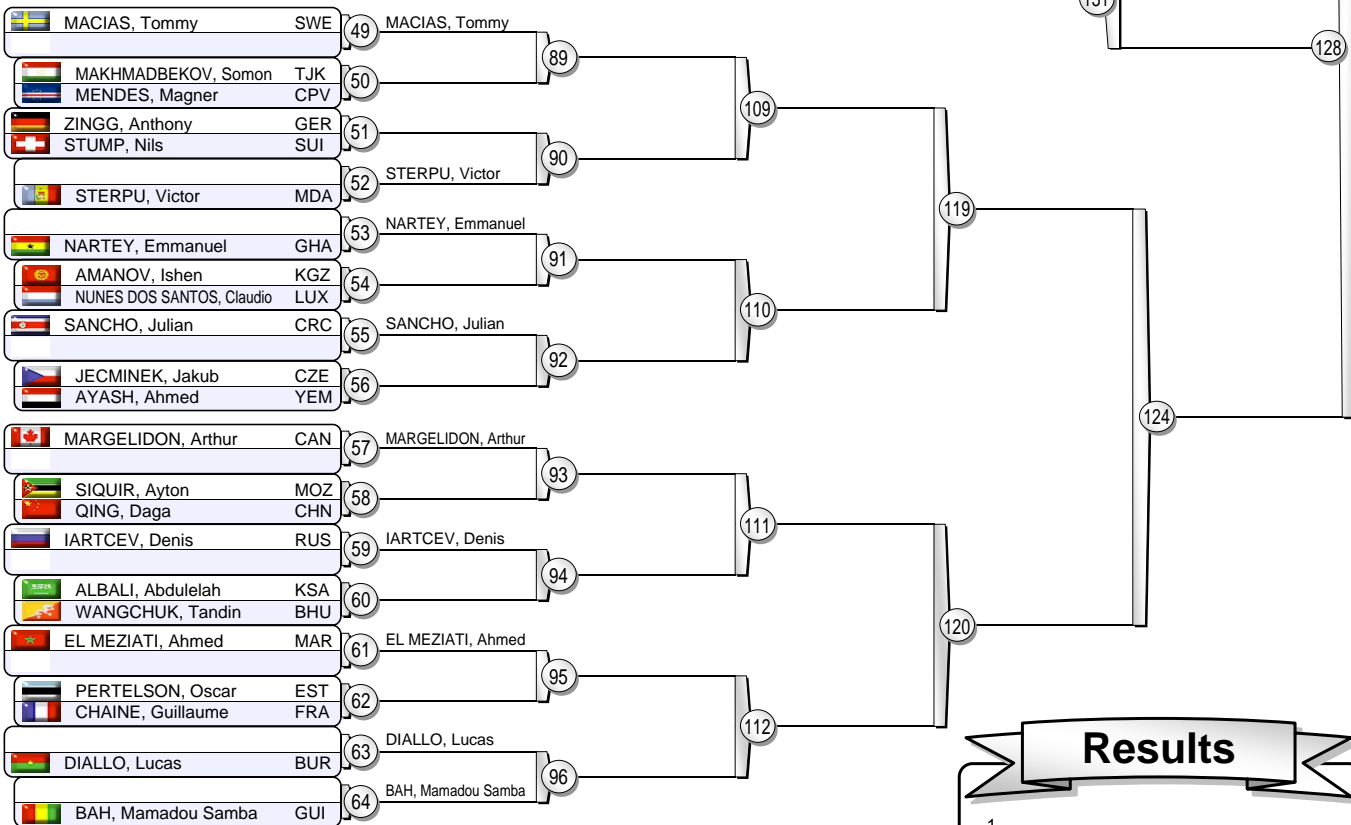 MACIAS, Tommy SWE 49 MACIAS, Tommy
MAKHMADBEKOV, Somon TJK 50
MENDES, Magner CPV
ZINGG, Anthony GER 51
STUMP, Nils SUI
52 STERPU, Victor
STERPU, Victor MDA
53 NARTEY, Emmanuel
NARTEY, Emmanuel GHA
AMANOV, Ishen KGZ 54
NUNES DOS SANTOS, Claudio LUX
SANCHO, Julian CRC 55 SANCHO, Julian
JECMINEK, Jakub CZE 56
AYASH, Ahmed YEM
MARGELIDON, Arthur CAN 57 MARGELIDON, Arthur
SIQUIR, Ayton MOZ 58
QING, Daga CHN
IARTCEV, Denis RUS 59 IARTCEV, Denis
ALBALI, Abdulelah KSA 60
WANGCHUK, Tandin BHU
EL MEZIATI, Ahmed MAR 61 EL MEZIATI, Ahmed
PERTELSON, Oscar EST 62
CHAINE, Guillaume FRA
63 DIALLO, Lucas
DIALLO, Lucas BUR
64 BAH, Mamadou Samba
BAH, Mamadou Samba GUI
89
90
91
92
93
94
95
96
109
110
111
112
119
120
124
128
Results
1